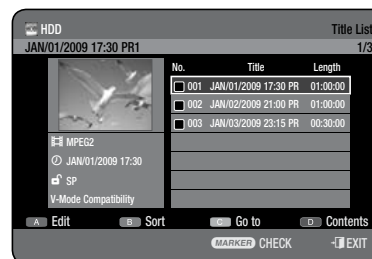 HDD Title List
JAN/01/2009 17:30 PR1 1/3
No. Title Length
001 JAN/01/2009 17:30 PR 01:00:00
002 JAN/02/2009 21:00 PR 01:00:00
003 JAN/03/2009 23:15 PR 00:30:00
MPEG2
JAN/01/2009 17:30
SP
V-Mode Compatibility
A Edit B Sort C Go to D Contents
MARKER CHECK EXIT